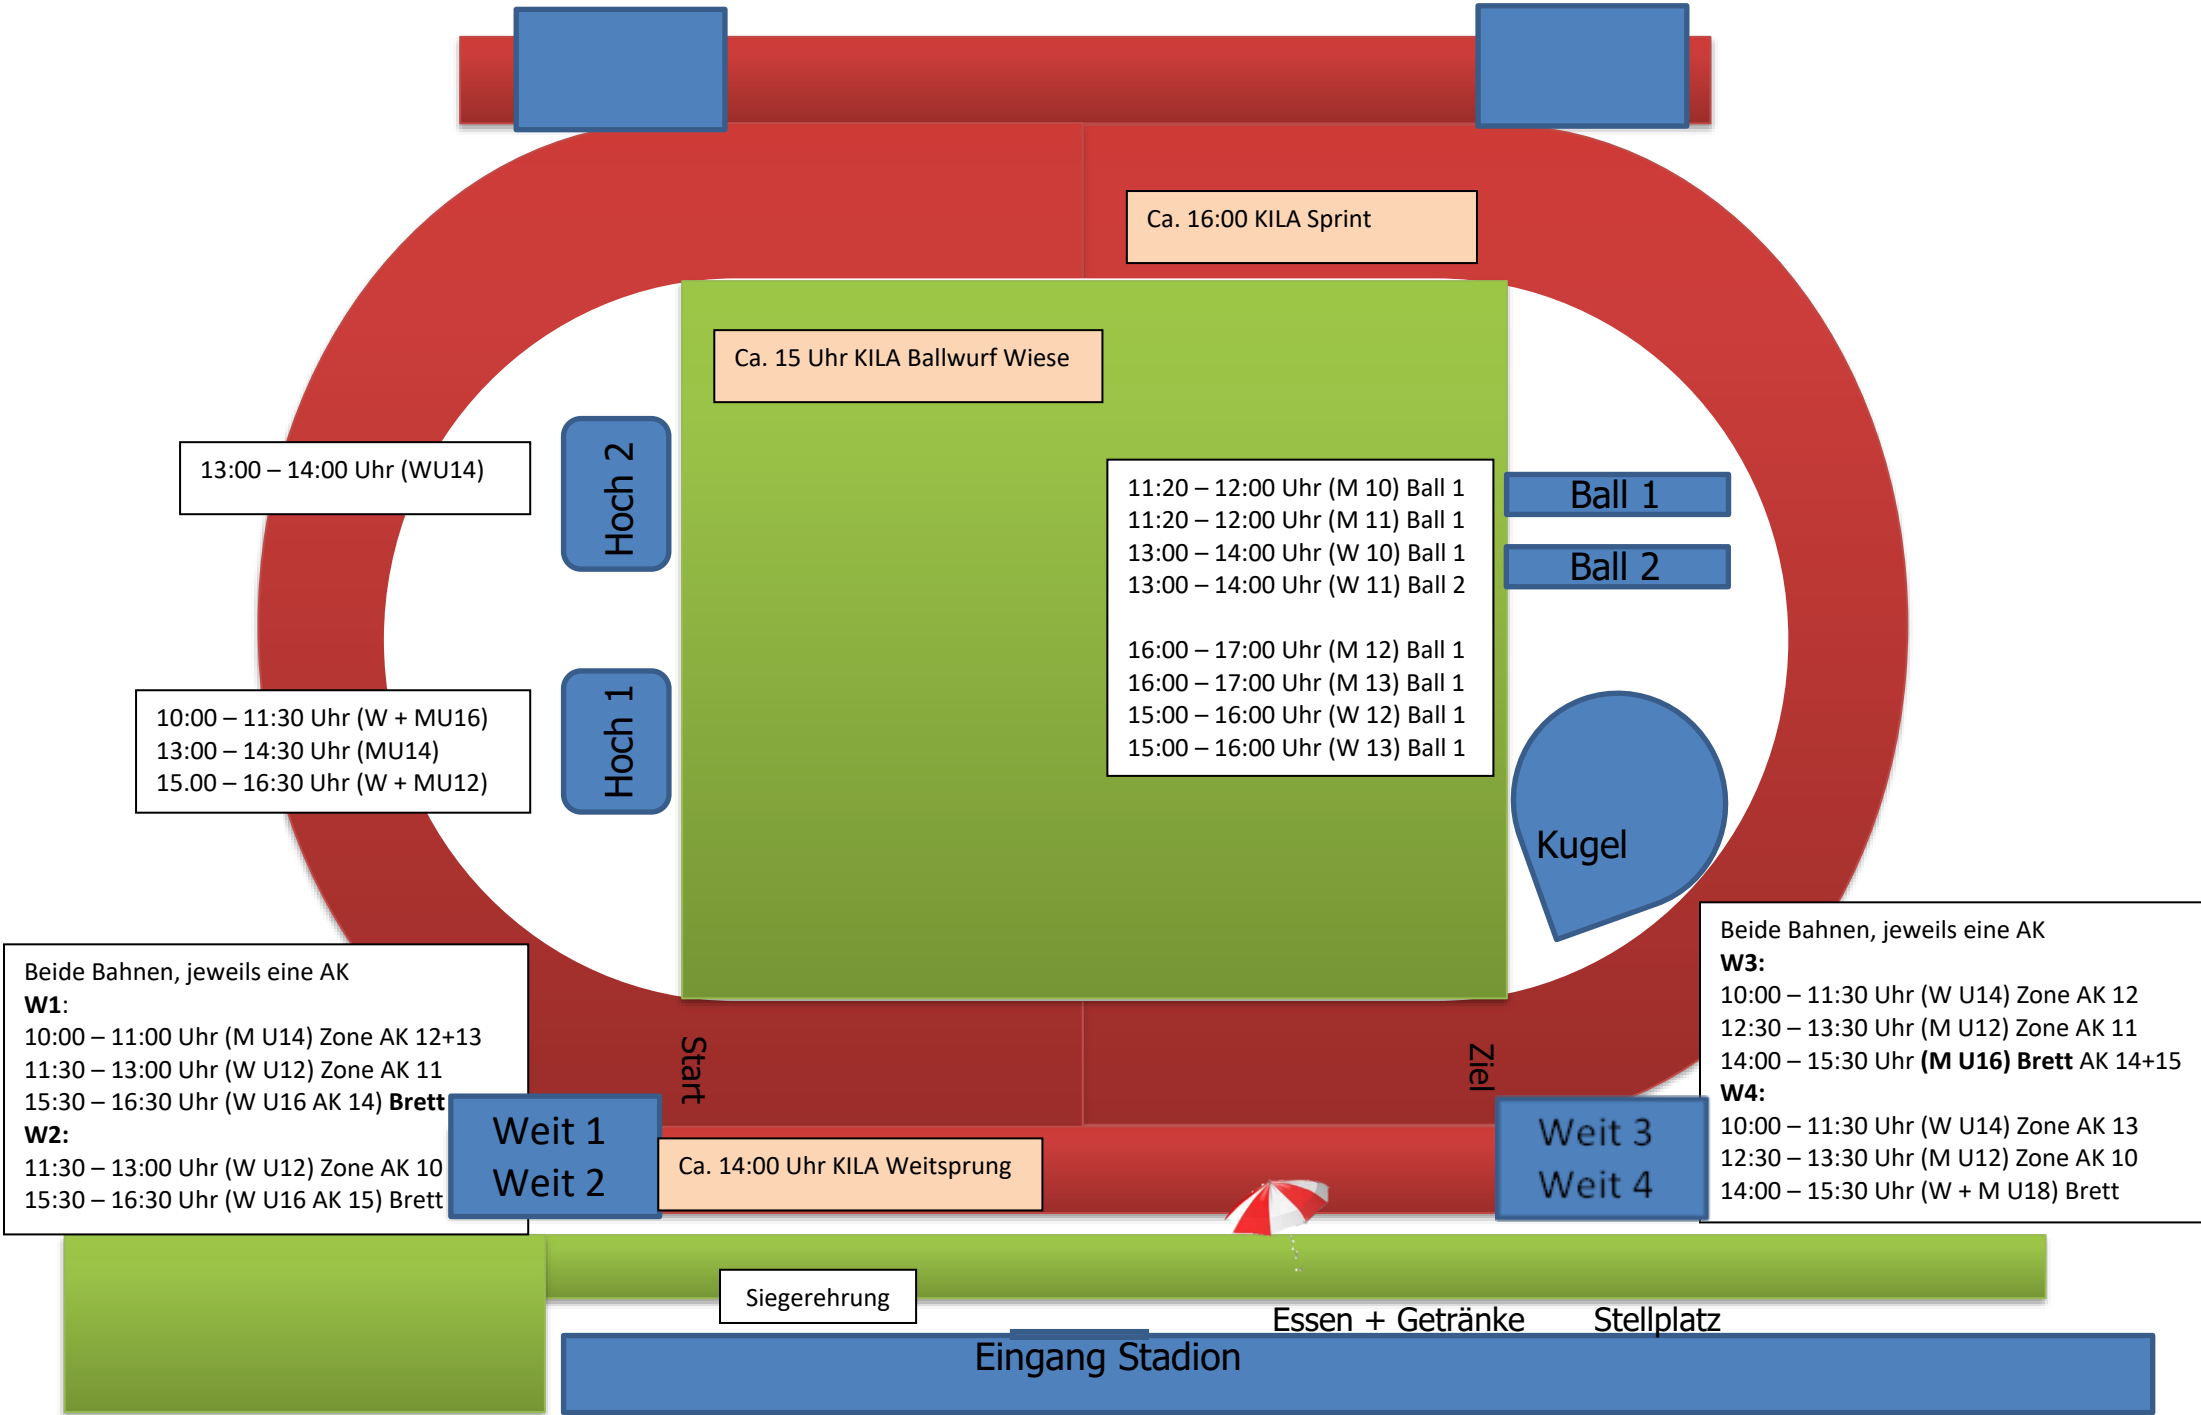 Ca. 16:00 KILA Sprint
Ca. 15 Uhr KILA Ballwurf Wiese
13:00 – 14:00 Uhr (WU14)
Hoch 2
11:20 – 12:00 Uhr (M 10) Ball 1
11:20 – 12:00 Uhr (M 11) Ball 1
13:00 – 14:00 Uhr (W 10) Ball 1
13:00 – 14:00 Uhr (W 11) Ball 2
16:00 – 17:00 Uhr (M 12) Ball 1
16:00 – 17:00 Uhr (M 13) Ball 1
15:00 – 16:00 Uhr (W 12) Ball 1
15:00 – 16:00 Uhr (W 13) Ball 1
Ball 1
Ball 2
10:00 – 11:30 Uhr (W + MU16)
13:00 – 14:30 Uhr (MU14)
15.00 – 16:30 Uhr (W + MU12)
Hoch 1
Kugel
Beide Bahnen, jeweils eine AK
W1:
10:00 – 11:00 Uhr (M U14) Zone AK 12+13
11:30 – 13:00 Uhr (W U12) Zone AK 11
15:30 – 16:30 Uhr (W U16 AK 14) Brett
W2:
11:30 – 13:00 Uhr (W U12) Zone AK 10
15:30 – 16:30 Uhr (W U16 AK 15) Brett
Weit 1
Weit 2
Start
Ca. 14:00 Uhr KILA Weitsprung
Ziel
Weit 3
Weit 4
Beide Bahnen, jeweils eine AK
W3:
10:00 – 11:30 Uhr (W U14) Zone AK 12
12:30 – 13:30 Uhr (M U12) Zone AK 11
14:00 – 15:30 Uhr (M U16) Brett AK 14+15
W4:
10:00 – 11:30 Uhr (W U14) Zone AK 13
12:30 – 13:30 Uhr (M U12) Zone AK 10
14:00 – 15:30 Uhr (W + M U18) Brett
Siegerehrung
Essen + Getränke
Stellplatz
Eingang Stadion